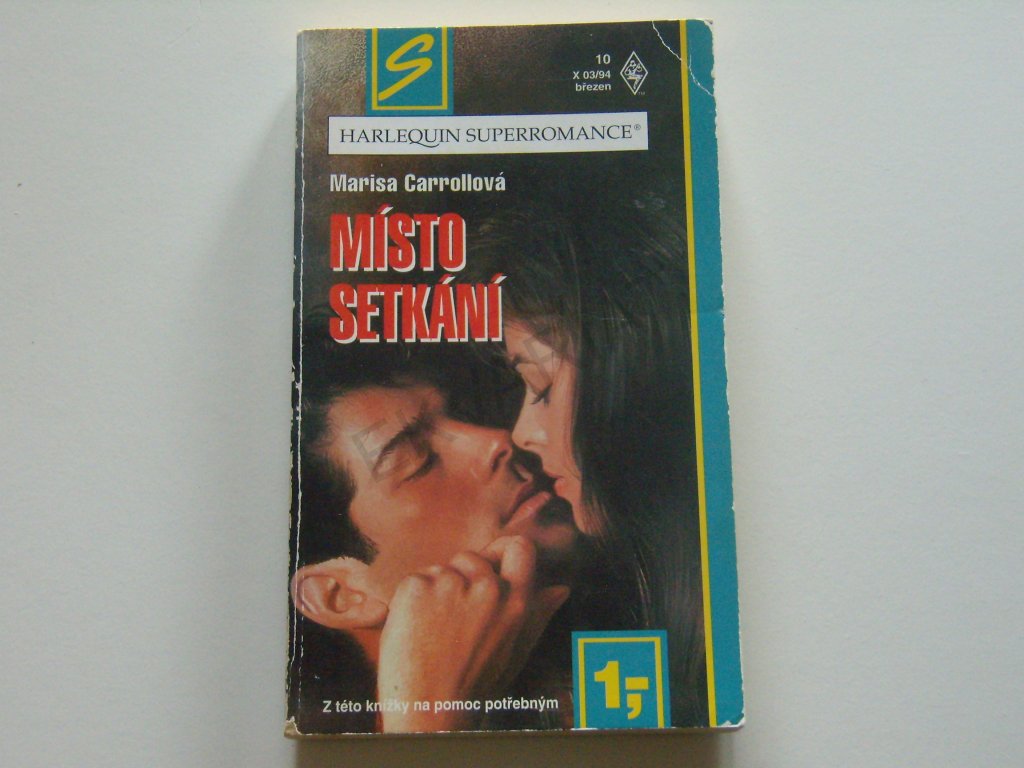 S
10
X 03/94
březen
HARLEQUIN SUPERROMANCE®
Marisa Carrollová
MÍSTO
SETKÁNÍ
Z této knížky na pomoc potřebným
1,-